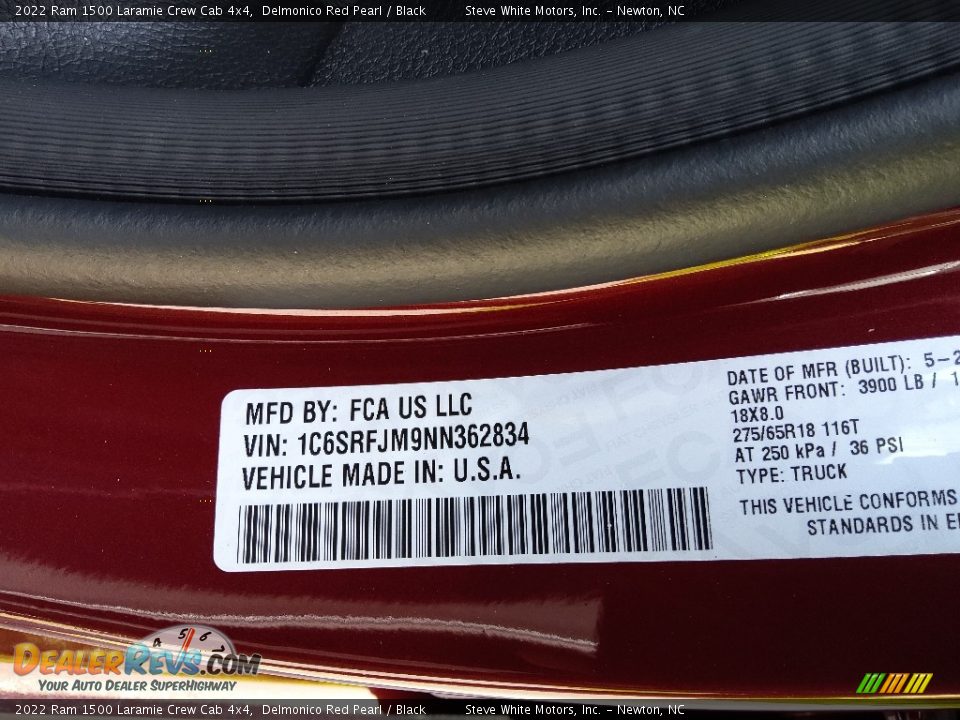 2022 Ram 1500 Laramie Crew Cab 4x4, Delmonico Red Pearl / Black Steve White Motors, Inc. - Newton, NC
MFD BY: FCA US LLC
VIN: 1C6SRFJM9NN362834
VEHICLE MADE IN: U.S.A.
DATE OF MFR (BUILT): 5-2
GAWR FRONT: 3900 LB / 1
18X8.0
275/65R18 116T
AT 250 kPa / 36 PSI
TYPE: TRUCK
THIS VEHICLE CONFORMS
STANDARDS IN E
4 5 6 7
DEALERREVS.COM
YOUR AUTO DEALER SUPERHIGHWAY
2022 Ram 1500 Laramie Crew Cab 4x4, Delmonico Red Pearl / Black Steve White Motors, Inc. - Newton, NC